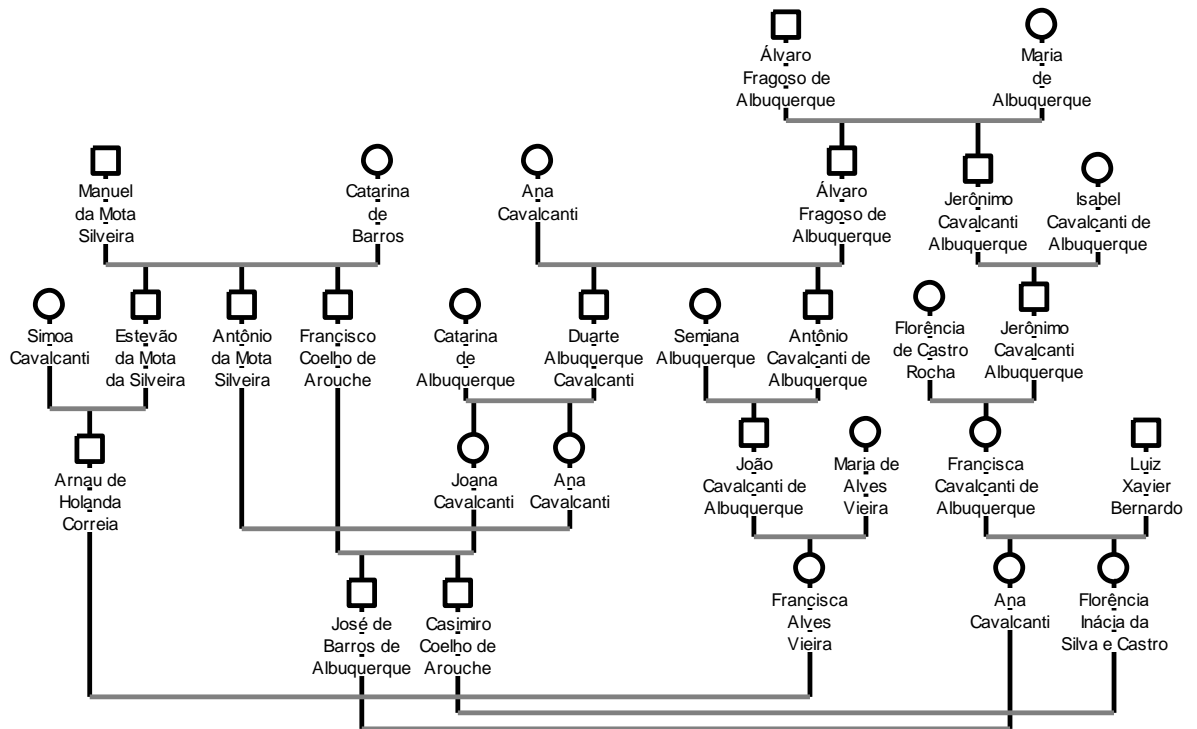 Álvaro
Fragoso de
Albuquerque
Maria
de
Albuquerque
Manuel
da Mota
Silveira
Catarina
de
Barros
Ana
Cavalcanti
Álvaro
Fragoso de
Albuquerque
Jerônimo
Cavalcanti
Albuquerque
Isabel
Cavalcanti de
Albuquerque
Simoa
Cavalcanti
Estevão
da Mota
da Silveira
Antônio
da Mota
Silveira
Francisco
Coelho de
Arouche
Catarina
de
Albuquerque
Duarte
Albuquerque
Cavalcanti
Semiana
Albuquerque
Antônio
Cavalcanti de
Albuquerque
Florência
de Castro
Rocha
Jerônimo
Cavalcanti
Albuquerque
Arnau de
Holanda
Correia
Joana
Cavalcanti
Ana
Cavalcanti
João
Cavalcanti de
Albuquerque
Maria de
Alves
Vieira
Francisca
Cavalcanti de
Albuquerque
Luiz
Xavier
Bernardo
José de
Barros de
Albuquerque
Casimiro
Coelho de
Arouche
Francisca
Alves
Vieira
Ana
Cavalcanti
Florência
Inácia da
Silva e Castro